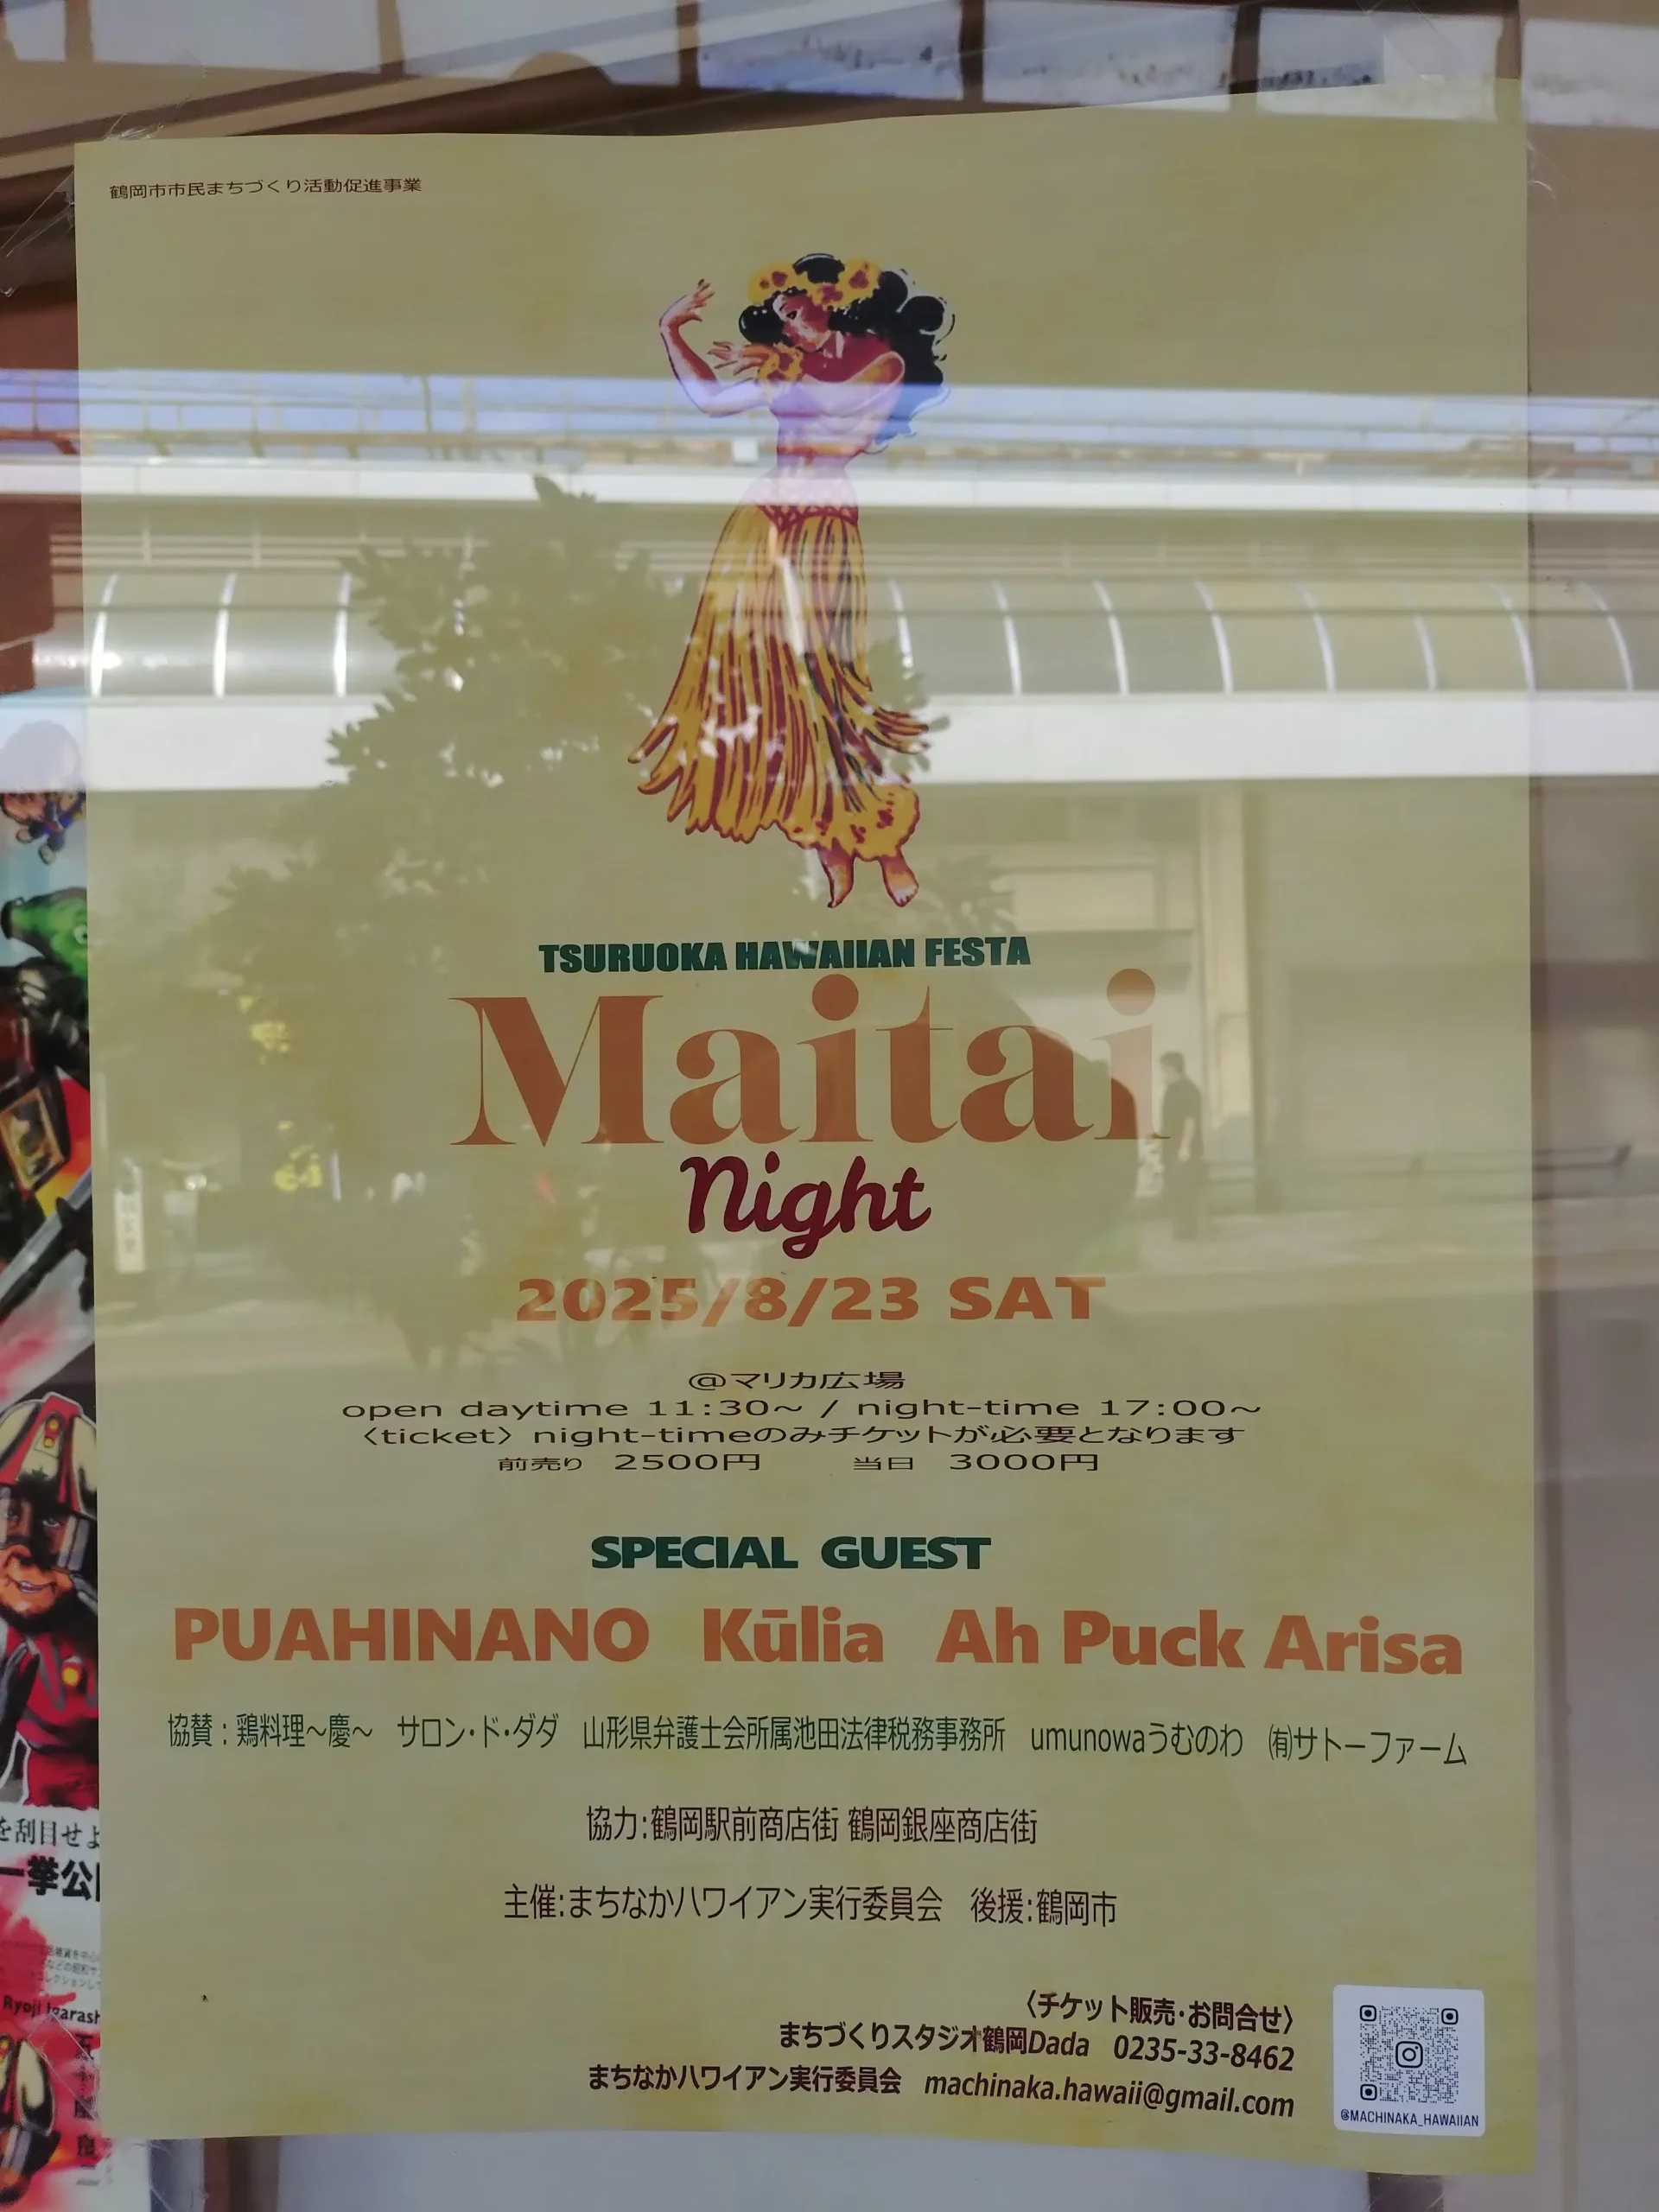 鶴岡市市民まちづくり活動促進事業
TSURUOKA HAWAIIAN FESTA
Maitai
Night
2025/8/23 SAT
@マリカ広場
open daytime 11:30～ / night-time 17:00～
〈ticket〉 night-timeのみチケットが必要となります
前売り 2500円 当日 3000円
SPECIAL GUEST
PUAHINANO Kūlia Ah Puck Arisa
協賛：鶏料理～慶～ サロン・ド・ダダ 山形県弁護士会所属池田法律税務事務所 umunowaうむのわ ㈲サトーファーム
協力:鶴岡駅前商店街 鶴岡銀座商店街
主催:まちなかハワイアン実行委員会 後援:鶴岡市
〈チケット販売・お問合せ〉
まちづくりスタジオ鶴岡Dada 0235-33-8462
まちなかハワイアン実行委員会 machinaka.hawaii@gmail.com
@MACHINAKA_HAWAIIAN
を刮目せよ
一挙公
Ryoji Igarash